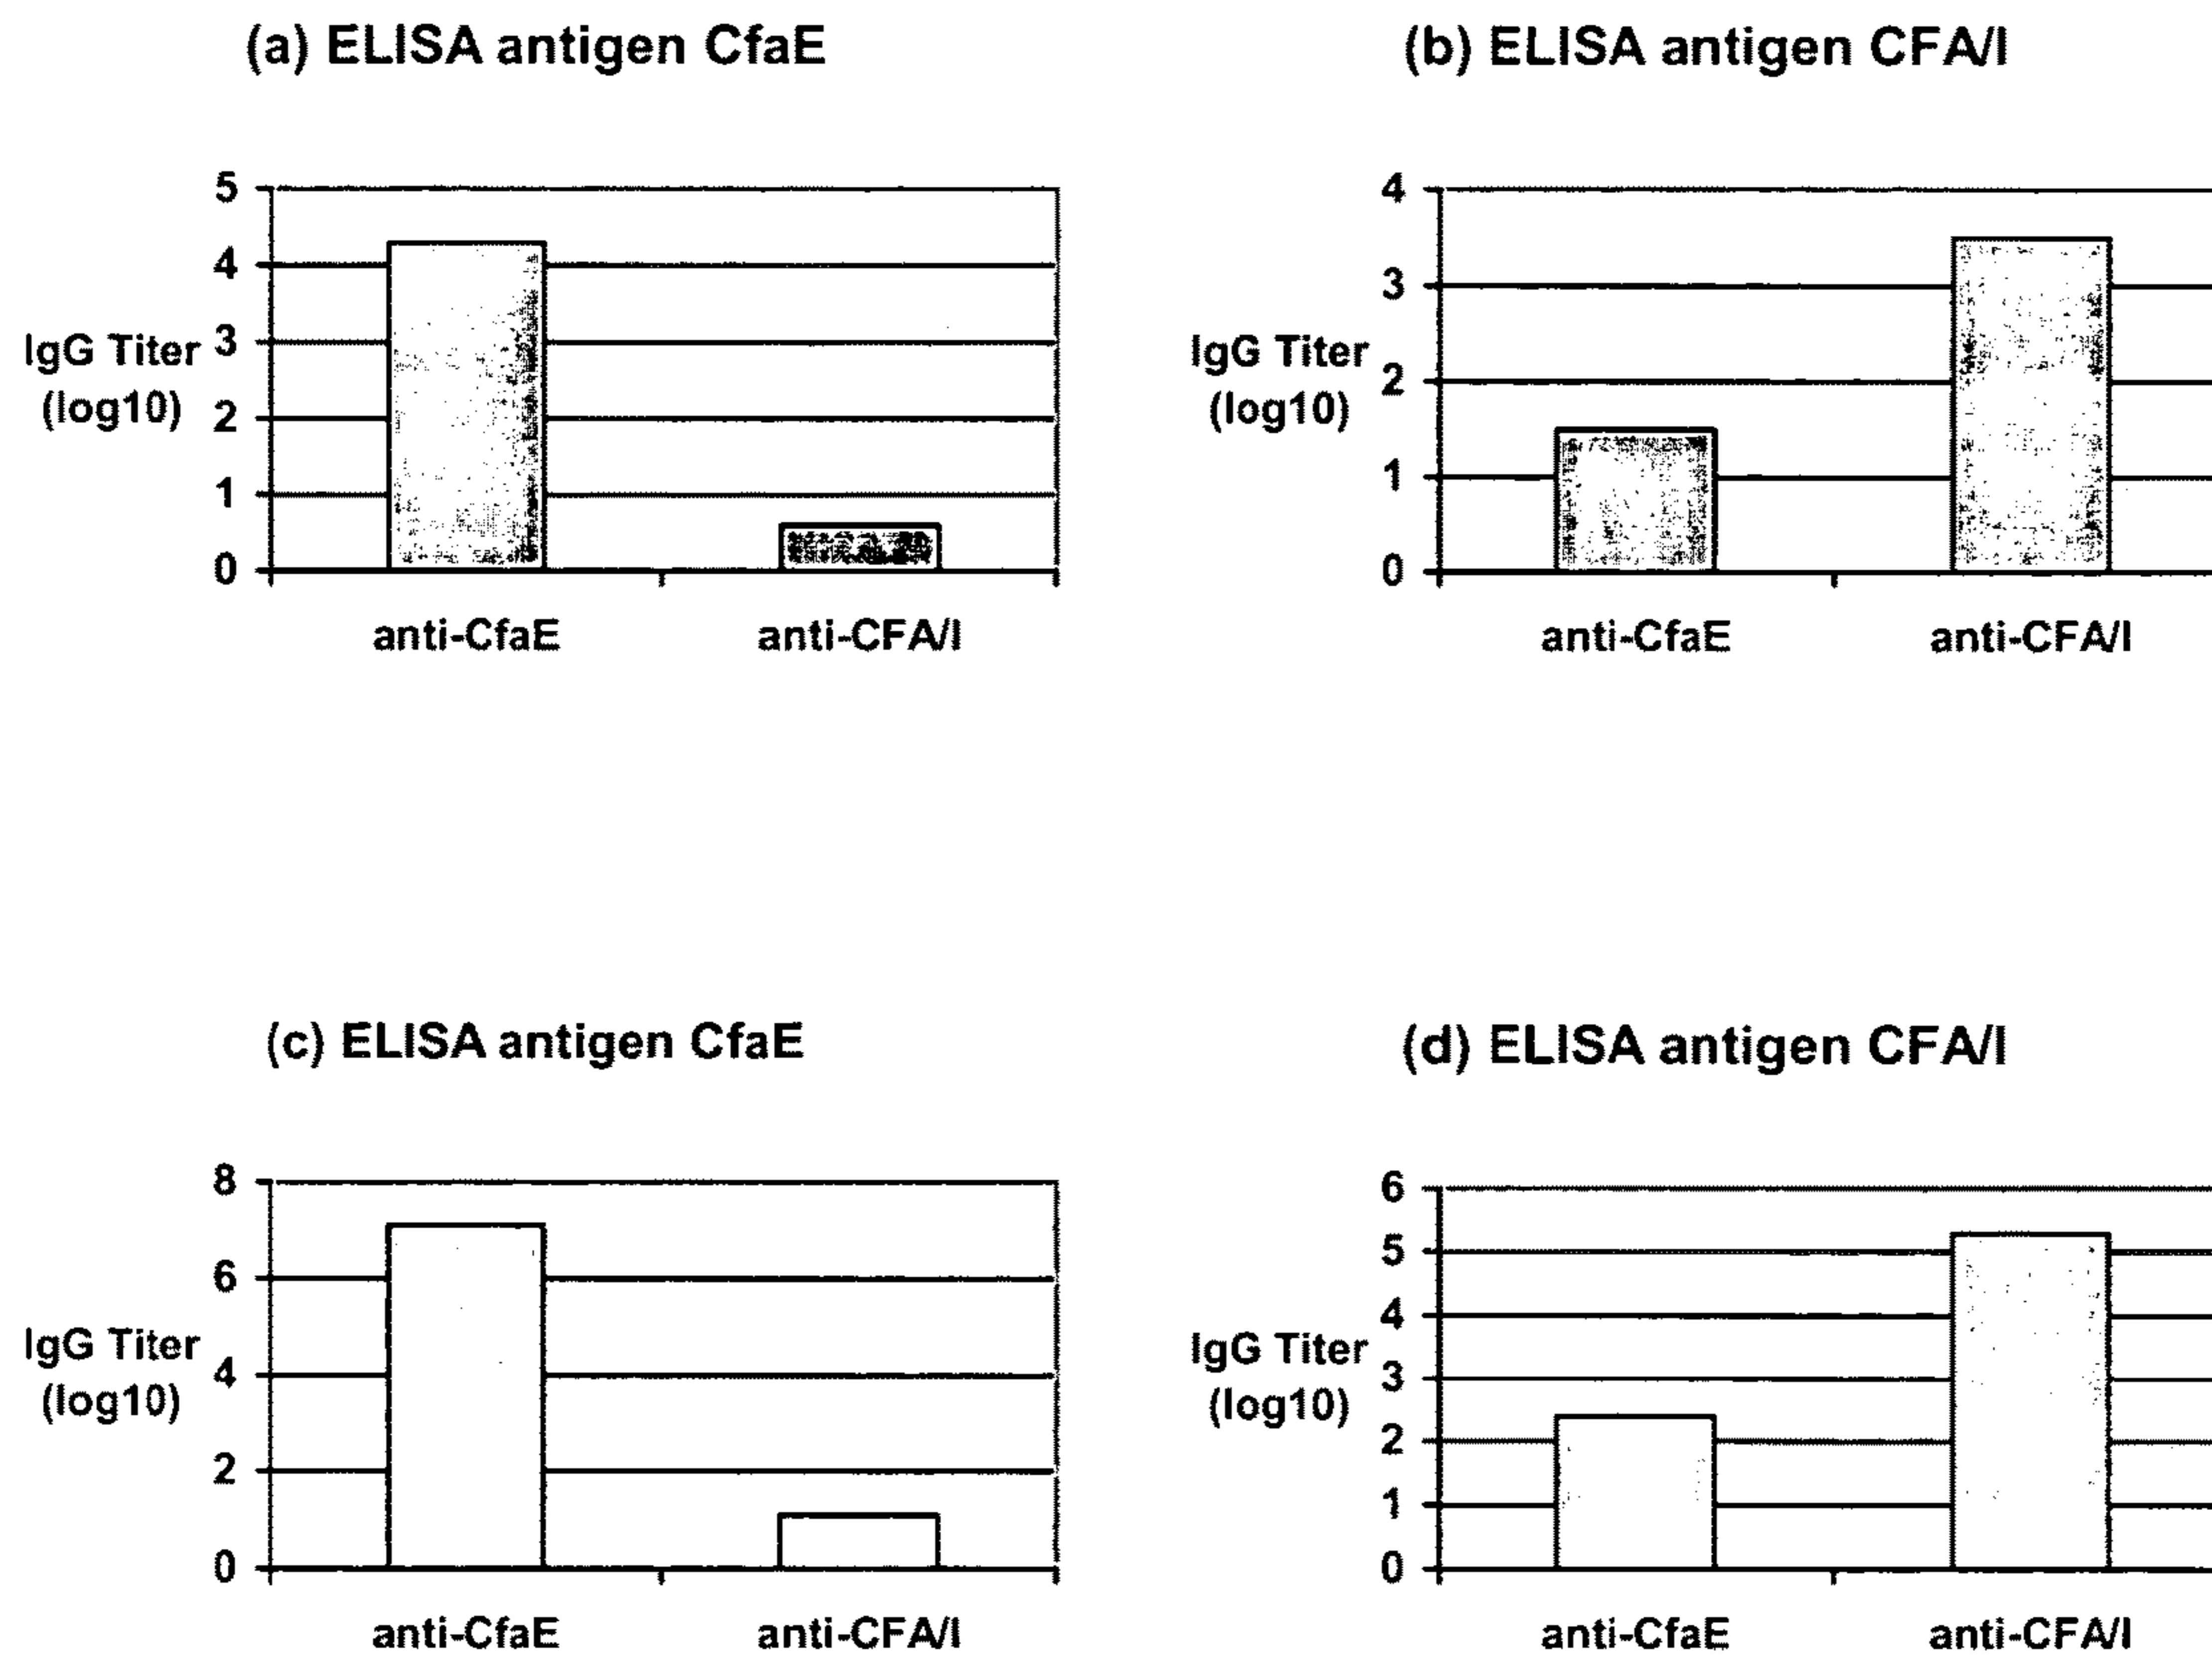 (a) ELISA antigen CfaE
5
4
3
2
1
0
IgG Titer
(log10)
anti-CfaE
anti-CFA/I
(b) ELISA antigen CFA/I
4
3
2
1
0
IgG Titer
(log10)
anti-CfaE
anti-CFA/I
(c) ELISA antigen CfaE
8
6
4
2
0
IgG Titer
(log10)
anti-CfaE
anti-CFA/I
(d) ELISA antigen CFA/I
6
5
4
3
2
1
0
IgG Titer
(log10)
anti-CfaE
anti-CFA/I